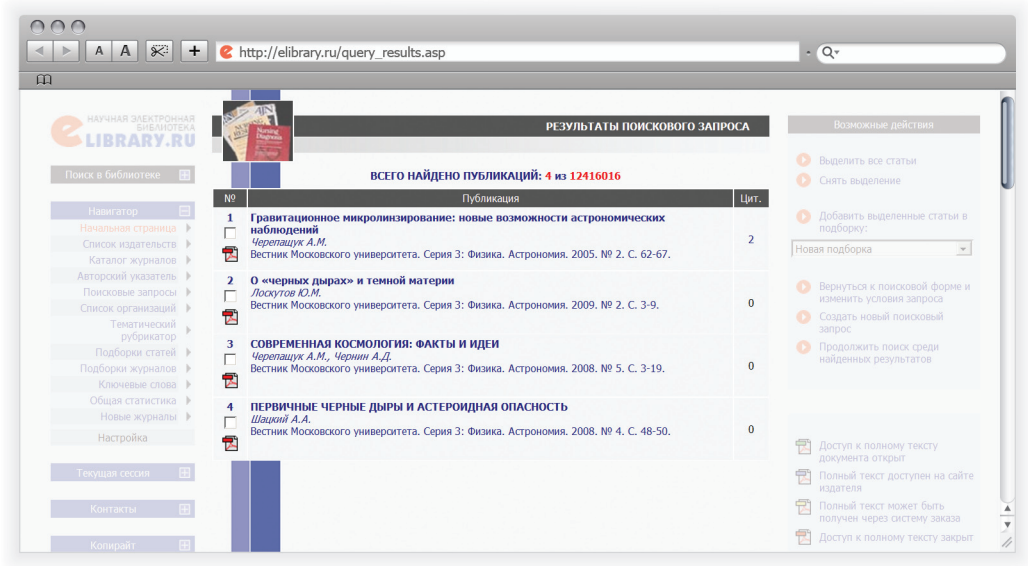 A A
+
http://elibrary.ru/query_results.asp
НАУЧНАЯ ЭЛЕКТРОННАЯ
БИБЛИОТЕКА
eLIBRARY.RU
Поиск в библиотеке
Навигатор
Начальная страница
Список издательств
Каталог журналов
Авторский указатель
Поисковые запросы
Список организаций
Тематический
рубрикатор
Подборки статей
Подборки журналов
Ключевые слова
Общая статистика
Новые журналы
Настройка
Текущая сессия
Контакты
Копирайт
AJN
Nursing
Diagnosis
РЕЗУЛЬТАТЫ ПОИСКОВОГО ЗАПРОСА
ВСЕГО НАЙДЕНО ПУБЛИКАЦИЙ: 4 из 12416016
№ Публикация Цит.
1 Гравитационное микролинзирование: новые возможности астрономических
наблюдений
Черепащук А.М.
Вестник Московского университета. Серия 3: Физика. Астрономия. 2005. № 2. С. 62-67.
2
2 О «черных дырах» и темной материи
Лоскутов Ю.М.
Вестник Московского университета. Серия 3: Физика. Астрономия. 2009. № 2. С. 3-9.
0
3 СОВРЕМЕННАЯ КОСМОЛОГИЯ: ФАКТЫ И ИДЕИ
Черепащук А.М., Чернин А.Д.
Вестник Московского университета. Серия 3: Физика. Астрономия. 2008. № 5. С. 3-19.
0
4 ПЕРВИЧНЫЕ ЧЕРНЫЕ ДЫРЫ И АСТЕРОИДНАЯ ОПАСНОСТЬ
Шацкий А.А.
Вестник Московского университета. Серия 3: Физика. Астрономия. 2008. № 4. С. 48-50.
0
Возможные действия
Выделить все статьи
Снять выделение
Добавить выделенные статьи в
подборку:
Новая подборка
Вернуться к поисковой форме и
изменить условия запроса
Создать новый поисковый
запрос
Продолжить поиск среди
найденных результатов
Доступ к полному тексту
документа открыт
Полный текст доступен на сайте
издателя
Полный текст может быть
получен через систему заказа
Доступ к полному тексту закрыт